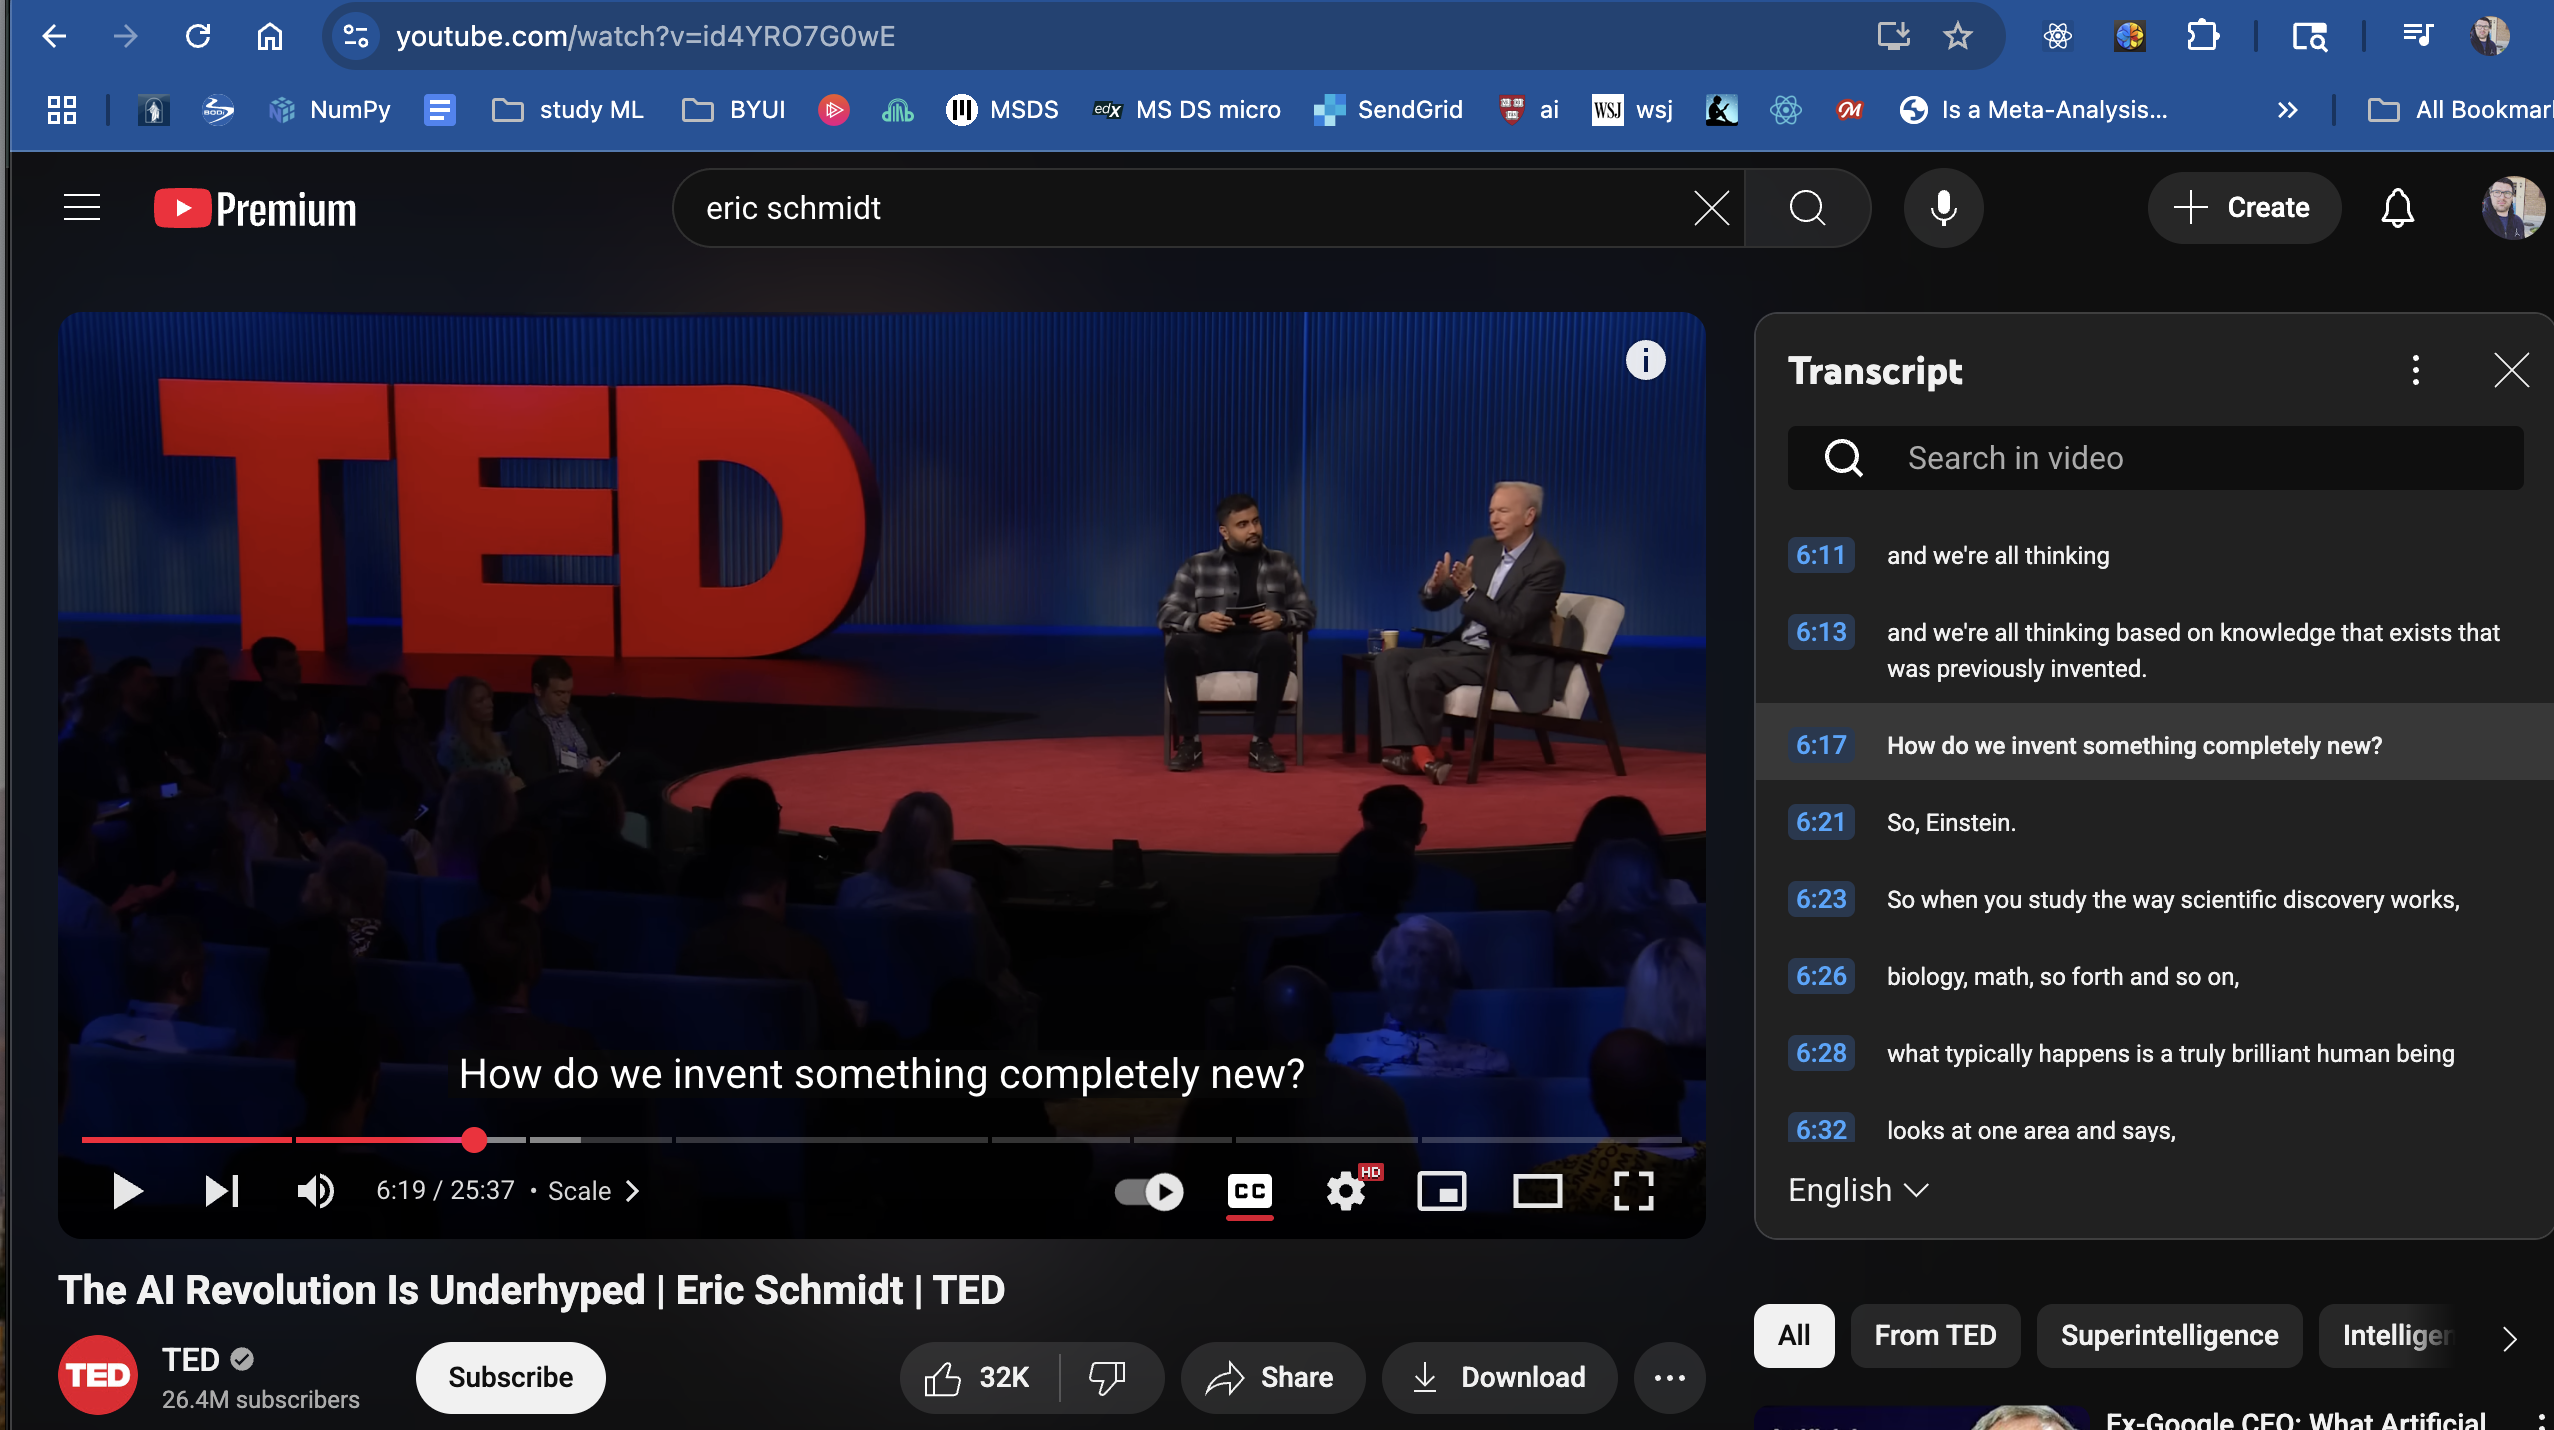 youtube.com/watch?v=id4YRO7G0wE
NumPy
study ML
BYUI
MSDS
edX
MS DS micro
SendGrid
ai
WSJ
wsj
Is a Meta-Analysis...
All Bookmar
Premium
eric schmidt
Create
TED
How do we invent something completely new?
6:19 / 25:37 • Scale
CC
HD
Transcript
Search in video
6:11 and we're all thinking
6:13 and we're all thinking based on knowledge that exists that
was previously invented.
6:17 How do we invent something completely new?
6:21 So, Einstein.
6:23 So when you study the way scientific discovery works,
6:26 biology, math, so forth and so on,
6:28 what typically happens is a truly brilliant human being
6:32 looks at one area and says,
English
The AI Revolution Is Underhyped | Eric Schmidt | TED
TED
TED
26.4M subscribers
Subscribe
32K
Share
Download
All
From TED
Superintelligence
Intelligen
Ex-Google CEO: What Artificial